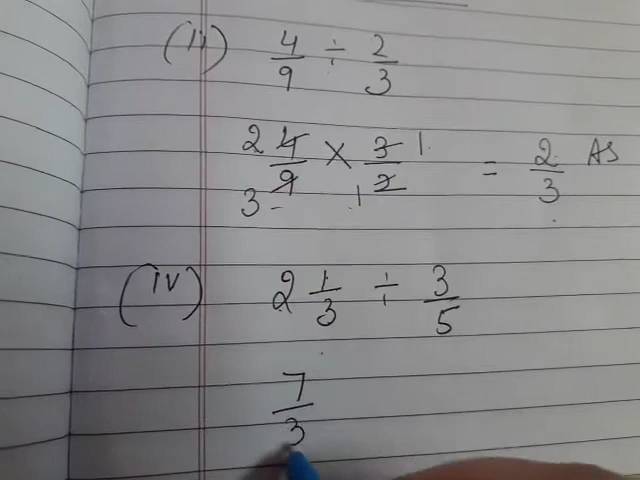 (iii) 4/9 ÷ 2/3
2 4/9 3 × 3/2 1 1 = 2/3 AS
(iv) 2 1/3 ÷ 3/5
7/3